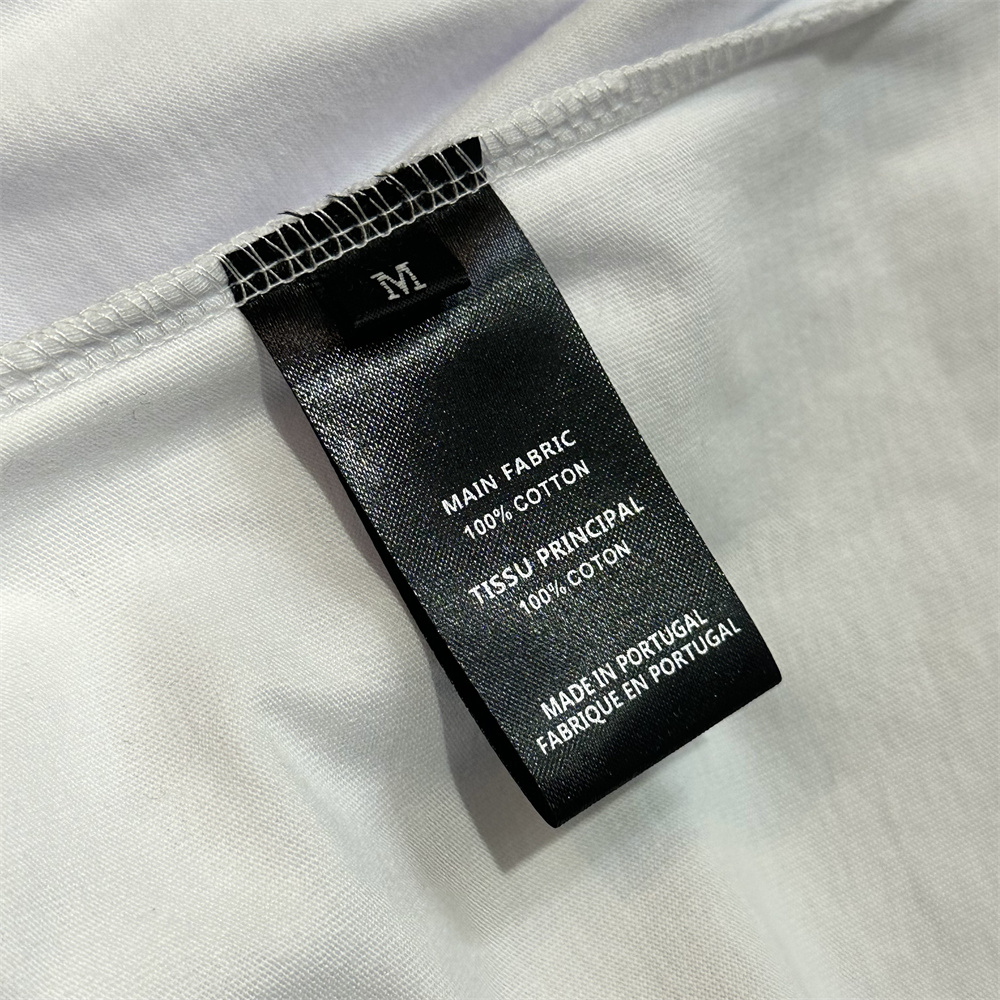 M
MAIN FABRIC
100% COTTON
TISSU PRINCIPAL
100% COTON
MADE IN PORTUGAL
FABRIQUE EN PORTUGAL